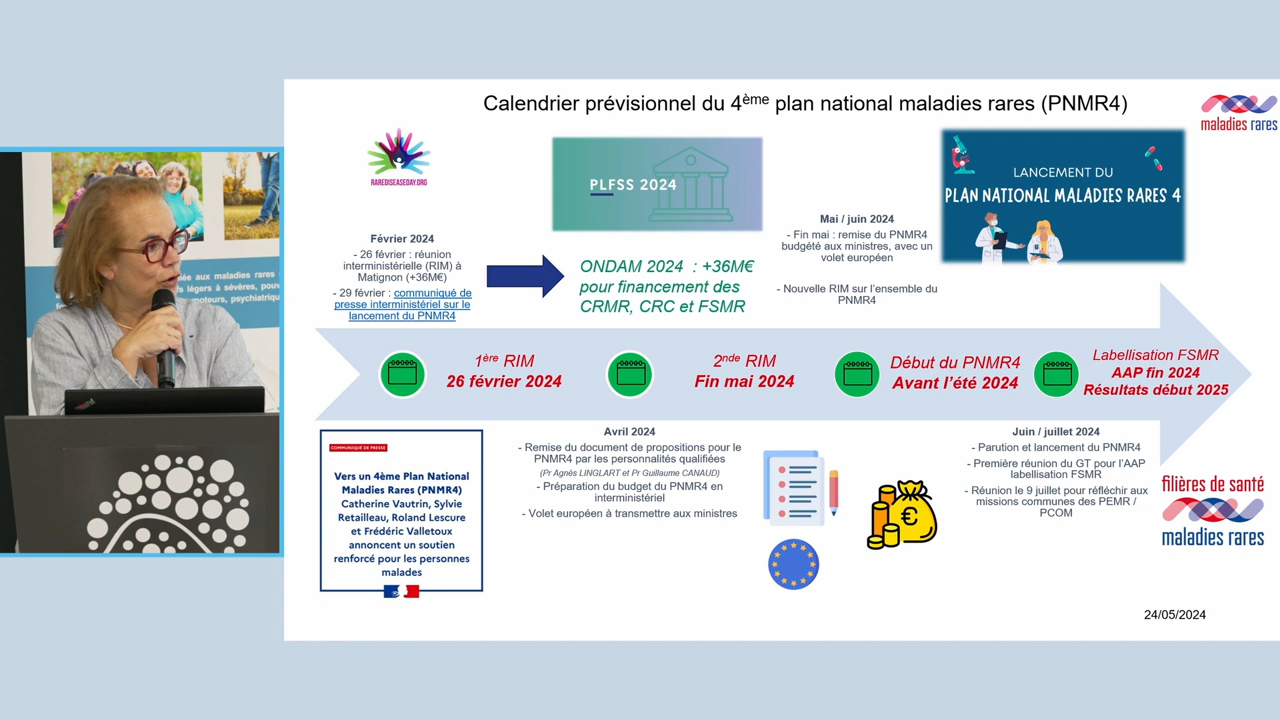 Calendrier prévisionnel du 4ème plan national maladies rares (PNMR4)
maladies rares
RAREDISEASEDAY.ORG
PLFSS 2024
LANCEMENT DU
PLAN NATIONAL MALADIES RARES 4
Février 2024
- 26 février : réunion
interministérielle (RIM) à
Matignon (+36M€)
- 29 février : communiqué de
presse interministériel sur le
lancement du PNMR4
ONDAM 2024 : +36M€
pour financement des
CRMR, CRC et FSMR
Mai / juin 2024
- Fin mai : remise du PNMR4
budgété aux ministres, avec un
volet européen
- Nouvelle RIM sur l'ensemble du
PNMR4
1ère RIM
26 février 2024
2nde RIM
Fin mai 2024
Début du PNMR4
Avant l'été 2024
Labellisation FSMR
AAP fin 2024
Résultats début 2025
COMMUNIQUÉ DE PRESSE
Vers un 4ème Plan National
Maladies Rares (PNMR4)
Catherine Vautrin, Sylvie
Retailleau, Roland Lescure
et Frédéric Valletoux
annoncent un soutien
renforcé pour les personnes
malades
Avril 2024
- Remise du document de propositions pour le
PNMR4 par les personnalités qualifiées
(Pr Agnès LINGLART et Pr Guillaume CANAUD)
- Préparation du budget du PNMR4 en
interministériel
- Volet européen à transmettre aux ministres
Juin / juillet 2024
- Parution et lancement du PNMR4
- Première réunion du GT pour l'AAP
labellisation FSMR
- Réunion le 9 juillet pour réfléchir aux
missions communes des PEMR /
PCOM
filières de santé
maladies rares
24/05/2024
aux maladies rares
légers à sévères
psychiatriq